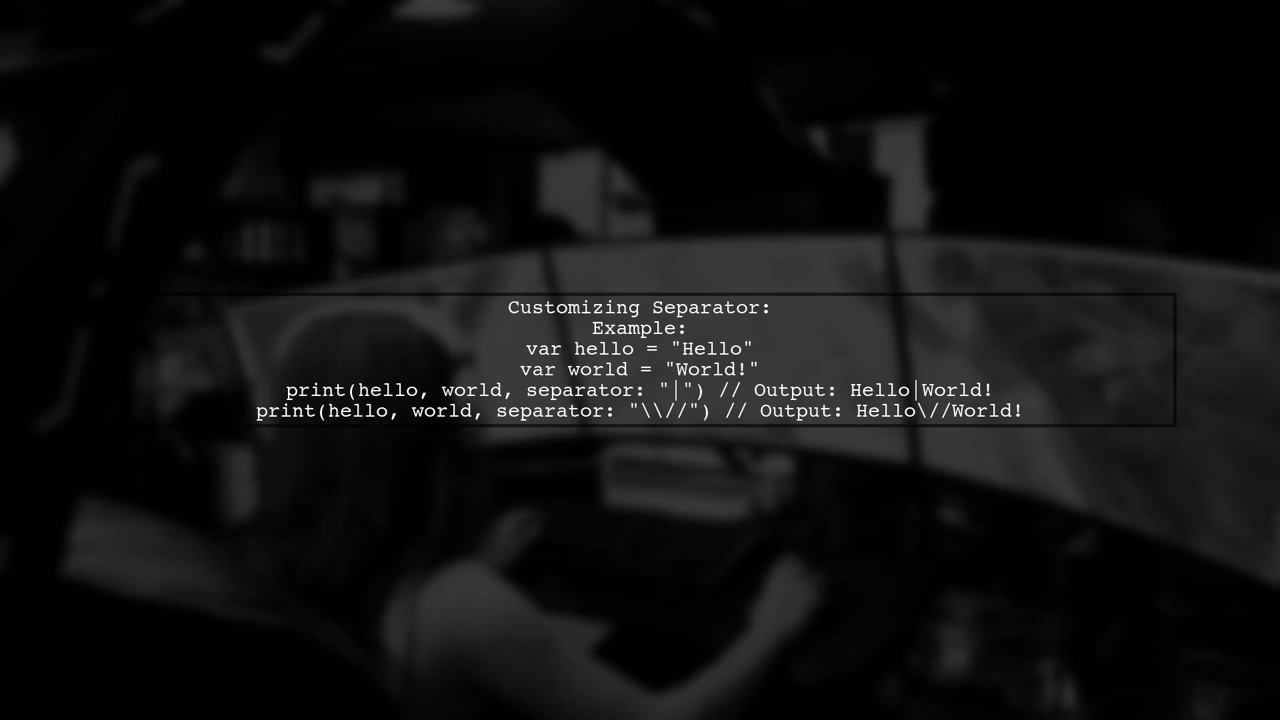 Customizing Separator:
Example:
var hello = "Hello"
var world = "World!"
print(hello, world, separator: "|") // Output: Hello|World!
print(hello, world, separator: "\\//") // Output: Hello\//World!